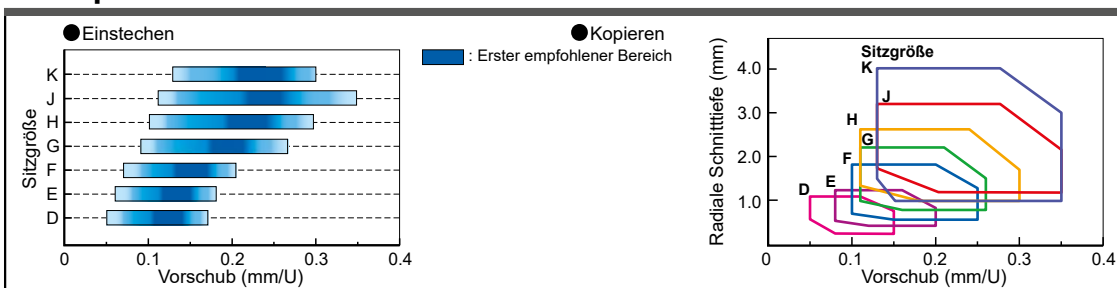 ●Einstechen
●Kopieren
: Erster empfohlener Bereich
Sitzgröße
K
J
H
G
F
E
D
0 0.1 0.2 0.3 0.4
Vorschub (mm/U)
Radiale Schnitttiefe (mm)
4.0
3.0
2.0
1.0
Sitzgröße
K
J
H
G
F
E
D
0 0.1 0.2 0.3 0.4
Vorschub (mm/U)